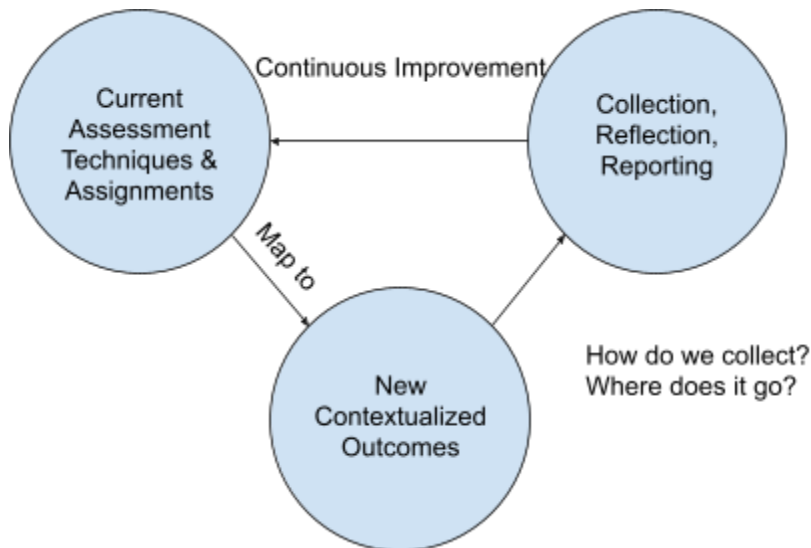 Current
Assessment
Techniques &
Assignments
Continuous Improvement
Collection,
Reflection,
Reporting
Map to
New
Contextualized
Outcomes
How do we collect?
Where does it go?